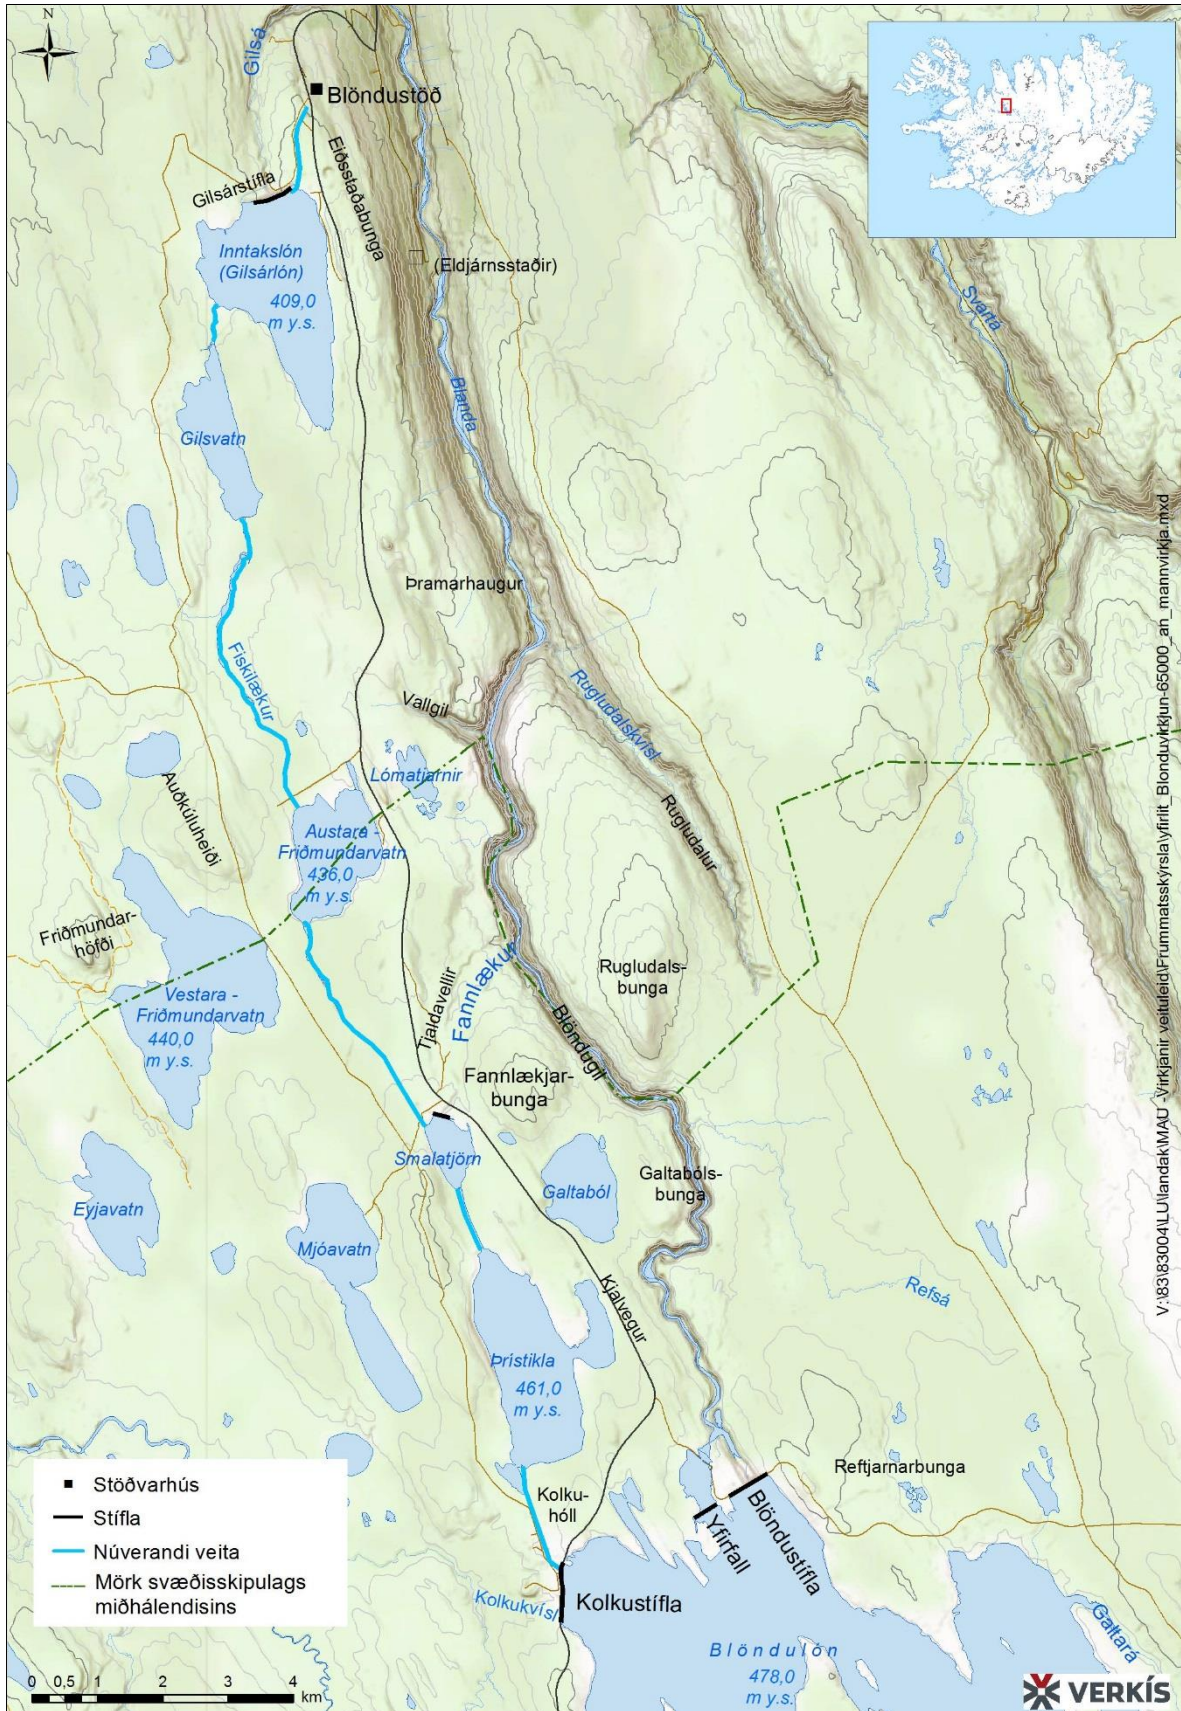 N
Gilsá
Blöndustöð
Eiðsstaðabunga
Gilsárstífla
Inntakslón
(Gilsárlón)
409,0
m y.s.
(Eldjárnsstaðir)
Svarta
Blanda
Gilsvatn
Þramarhaugur
Fiskilækur
Vallgil
Rugludalskvísl
Lómatjarnir
Auðkúluheiði
Austara -
Friðmundarvatn
436,0
m y.s.
Rugludalur
Friðmundar-
höfði
Vestara -
Friðmundarvatn
440,0
m y.s.
Tjaldavellir
Fannlækur
Rugludals-
bunga
Blöndugil
Fannlækjar-
bunga
Smalatjörn
Galtaból
Galtabóls-
bunga
Eyjavatn
Mjóavatn
Kjalvegur
Refsá
Þrístikla
461,0
m y.s.
Reftjarnarbunga
Kolku-
hóll
Yfirfall
Blöndustífla
Kolkukvísl
Kolkustífla
Galtará
Blöndulón
478,0
m y.s.
Stöðvarhús
Stífla
Núverandi veita
Mörk svæðisskipulags
miðhálendisins
0 0,5 1 2 3 4
km
VERKÍS
V:\83\83004\LU\landak\MAU -Virkjanir veituleid\Frummatsskýrsla\yfirlit_Blonduvirkjun-65000_an_mannvirkja.mxd